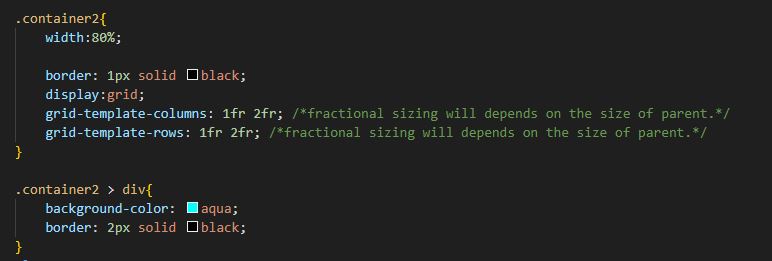 .container2{
width:80%;
border: 1px solid black;
display:grid;
grid-template-columns: 1fr 2fr; /*fractional sizing will depends on the size of parent.*/
grid-template-rows: 1fr 2fr; /*fractional sizing will depends on the size of parent.*/
}
.container2 > div{
background-color: aqua;
border: 2px solid black;
}